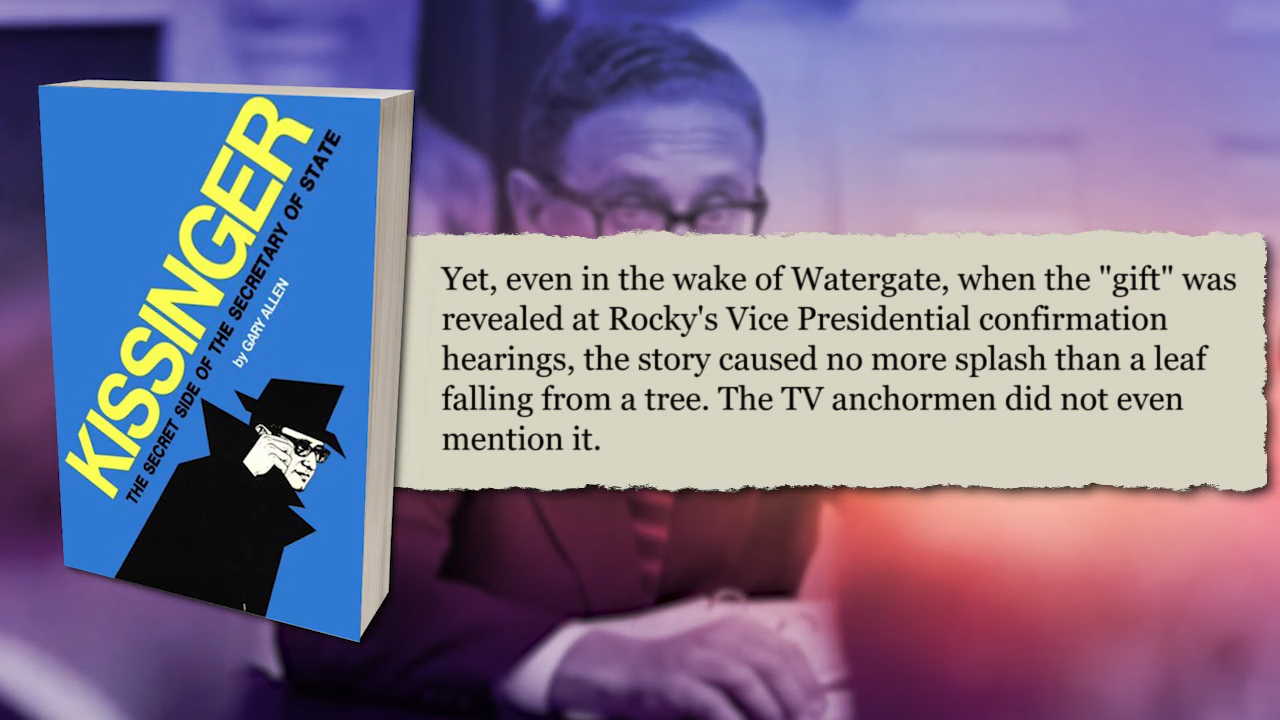 KISSINGER
THE SECRET SIDE OF THE SECRETARY OF STATE
by GARY ALLEN
Yet, even in the wake of Watergate, when the "gift" was
revealed at Rocky's Vice Presidential confirmation
hearings, the story caused no more splash than a leaf
falling from a tree. The TV anchormen did not even
mention it.